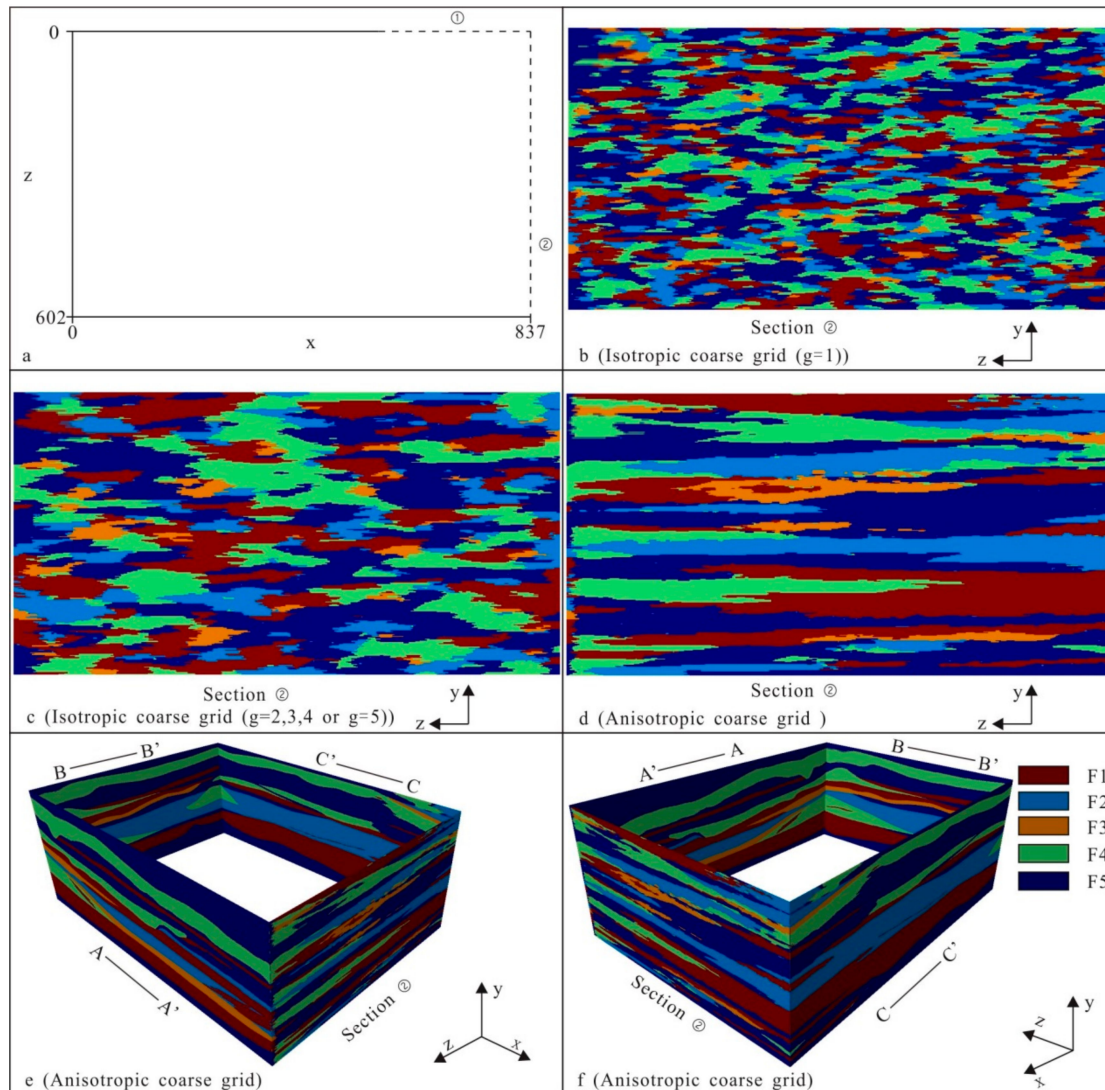 ①
0
z
②
602
0
837
x
a
Section ②
y
z
b (Isotropic coarse grid (g=1))
Section ②
y
z
c (Isotropic coarse grid (g=2,3,4 or g=5))
Section ②
y
z
d (Anisotropic coarse grid )
B
B’
C’
C
A
A’
Section ②
y
z
x
e (Anisotropic coarse grid)
A’
A
B
B’
F1
F2
F3
F4
F5
C’
C
Section ②
y
z
x
f (Anisotropic coarse grid)